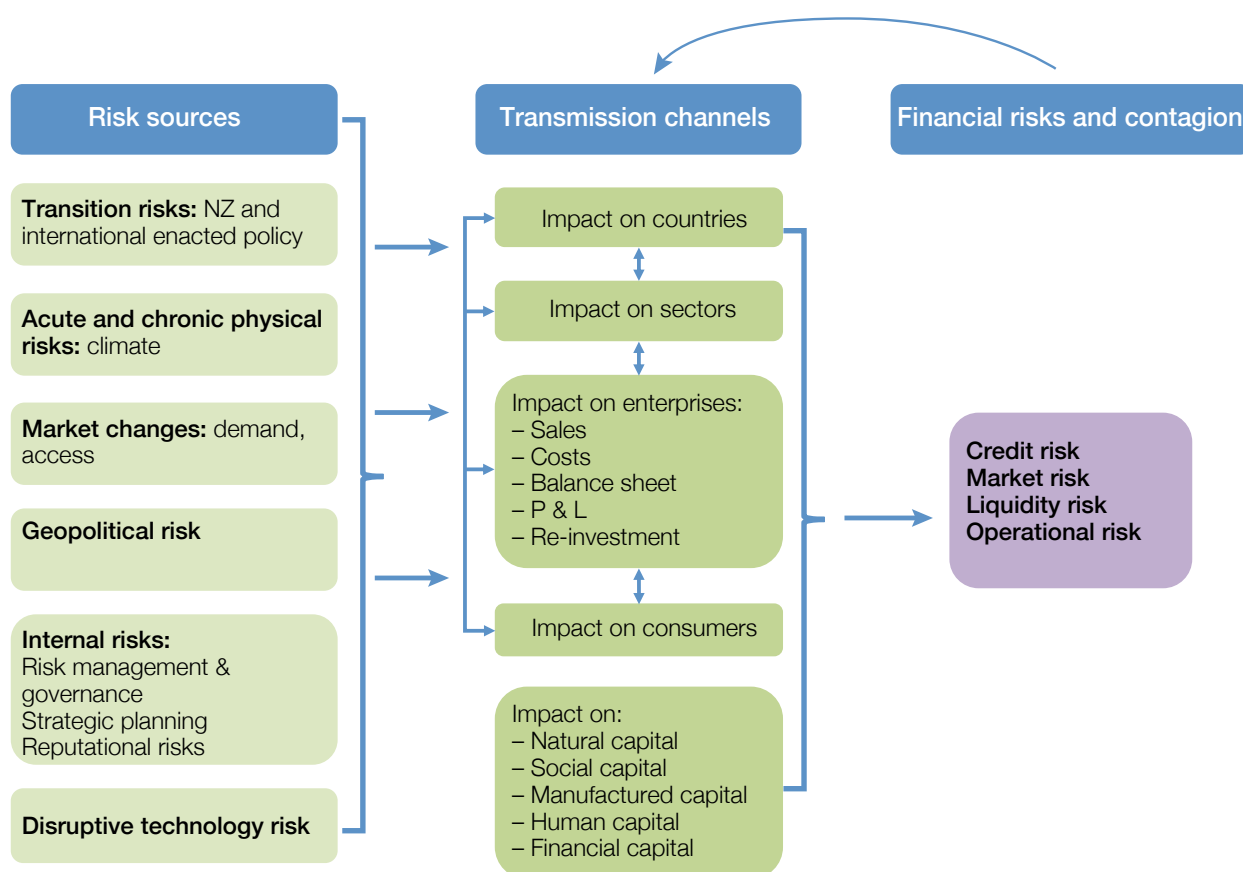 Risk sources
Transition risks: NZ and
international enacted policy
Acute and chronic physical
risks: climate
Market changes: demand,
access
Geopolitical risk
Internal risks:
Risk management &
governance
Strategic planning
Reputational risks
Disruptive technology risk
Transmission channels
Impact on countries
Impact on sectors
Impact on enterprises:
– Sales
– Costs
– Balance sheet
– P & L
– Re-investment
Impact on consumers
Impact on:
– Natural capital
– Social capital
– Manufactured capital
– Human capital
– Financial capital
Financial risks and contagion
Credit risk
Market risk
Liquidity risk
Operational risk